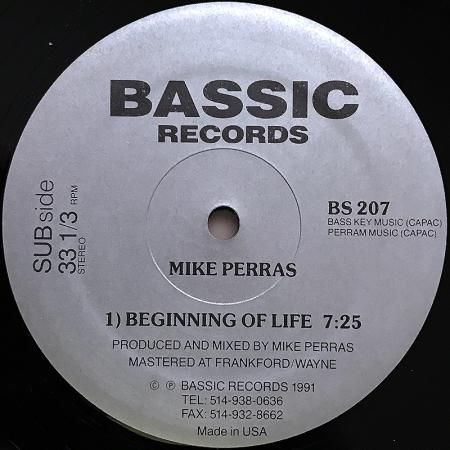 BASSIC
RECORDS
SUBside
33 1/3 RPM
STEREO
BS 207
BASS KEY MUSIC (CAPAC)
PERRAM MUSIC (CAPAC)
MIKE PERRAS
1) BEGINNING OF LIFE 7:25
PRODUCED AND MIXED BY MIKE PERRAS
MASTERED AT FRANKFORD/WAYNE
© ℗ BASSIC RECORDS 1991
TEL: 514-938-0636
FAX: 514-932-8662
Made in USA